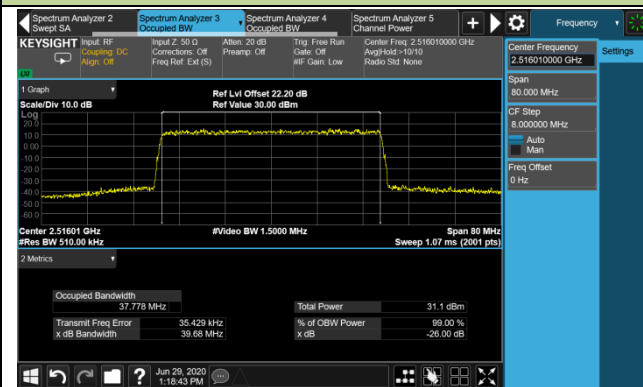 Spectrum Analyzer 2
Swept SA
Spectrum Analyzer 3
Occupied BW
Spectrum Analyzer 4
Occupied BW
Spectrum Analyzer 5
Channel Power
Frequency
KEYSIGHT
Input: RF
Coupling: DC
Align: Off
Input Z: 50 Ω
Corrections: Off
Freq Ref: Ext (S)
Atten: 20 dB
Preamp: Off
Trig: Free Run
Gate: Off
#IF Gain: Low
Center Freq: 2.516010000 GHz
Avg|Hold:>10/10
Radio Std: None
Center Frequency
2.516010000 GHz
Settings
Span
80.000 MHz
CF Step
8.000000 MHz
Auto
Man
Freq Offset
0 Hz
1 Graph
Scale/Div 10.0 dB
Ref Lvl Offset 22.20 dB
Ref Value 30.00 dBm
Log
20.0
10.0
0.00
-10.0
-20.0
-30.0
-40.0
-50.0
-60.0
Center 2.51601 GHz
#Res BW 510.00 kHz
#Video BW 1.5000 MHz
Span 80 MHz
Sweep 1.07 ms (2001 pts)
2 Metrics
Occupied Bandwidth
37.778 MHz
Total Power 31.1 dBm
Transmit Freq Error 35.429 kHz
% of OBW Power 99.00 %
x dB Bandwidth 39.68 MHz
x dB -26.00 dB
?
Jun 29, 2020
1:18:43 PM